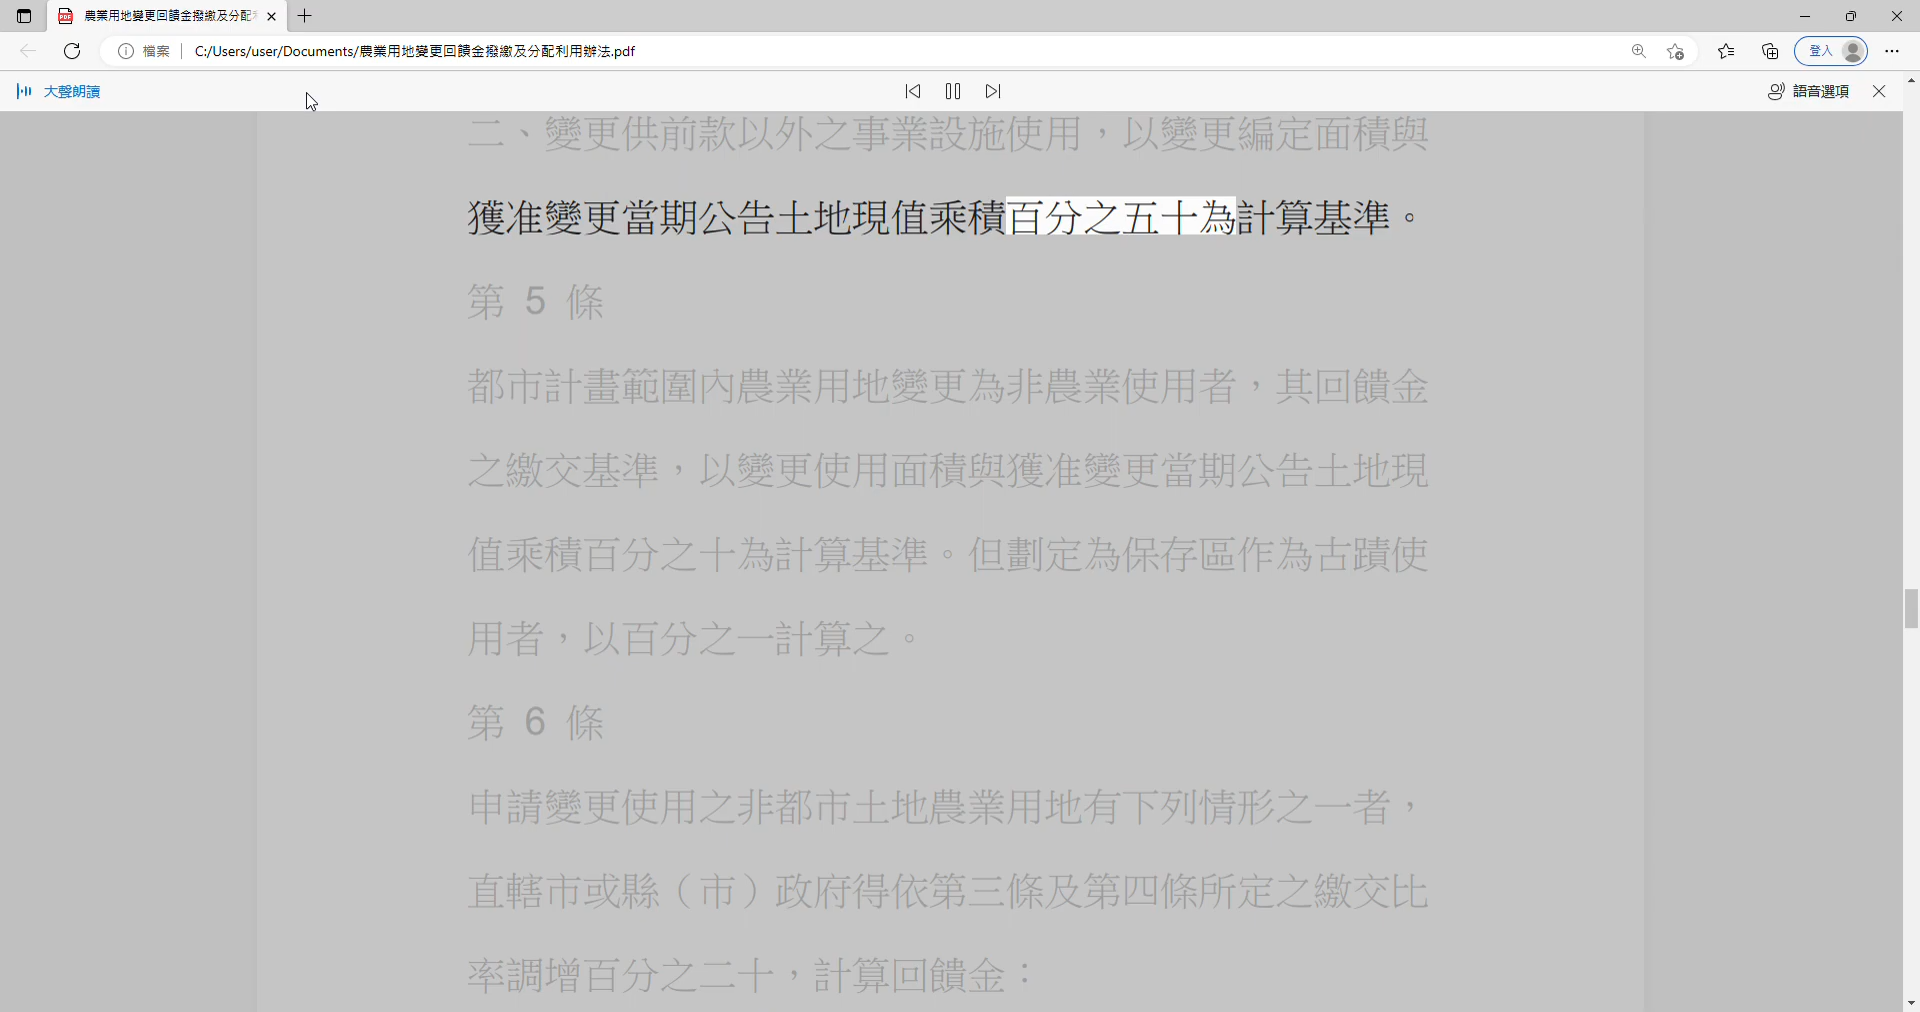 農業用地變更回饋金撥繳及分配
檔案
C:/Users/user/Documents/農業用地變更回饋金撥繳及分配利用辦法.pdf
登入
大聲朗讀
語音選項
二、變更供前款以外之事業設施使用，以變更編定面積與
獲准變更當期公告土地現值乘積百分之五十為計算基準。
第 5 條
都市計畫範圍內農業用地變更為非農業使用者，其回饋金
之繳交基準，以變更使用面積與獲准變更當期公告土地現
值乘積百分之十為計算基準。但劃定為保存區作為古蹟使
用者，以百分之一計算之。
第 6 條
申請變更使用之非都市土地農業用地有下列情形之一者，
直轄市或縣（市）政府得依第三條及第四條所定之繳交比
率調增百分之二十，計算回饋金：